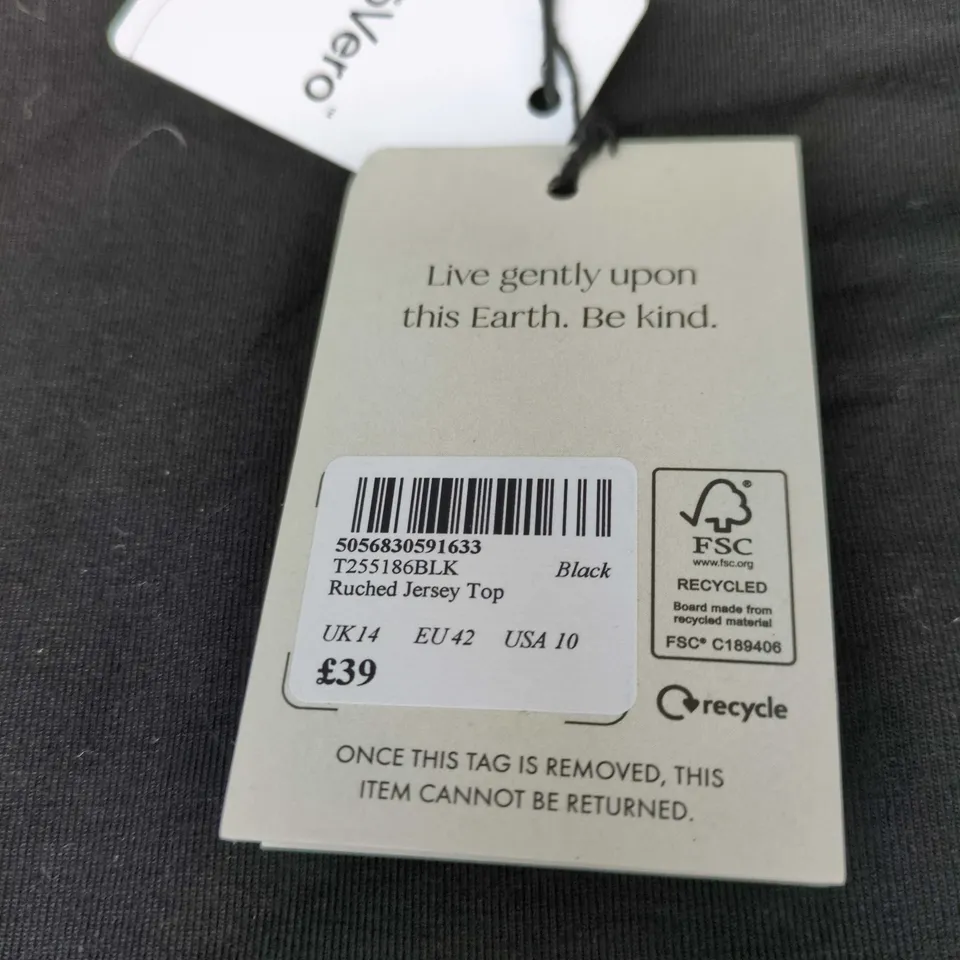 Vero™
Live gently upon
this Earth. Be kind.
5056830591633
T255186BLK Black
Ruched Jersey Top
UK14 EU 42 USA 10
£39
®
FSC
www.fsc.org
RECYCLED
Board made from
recycled material
FSC® C189406
recycle
ONCE THIS TAG IS REMOVED, THIS
ITEM CANNOT BE RETURNED.